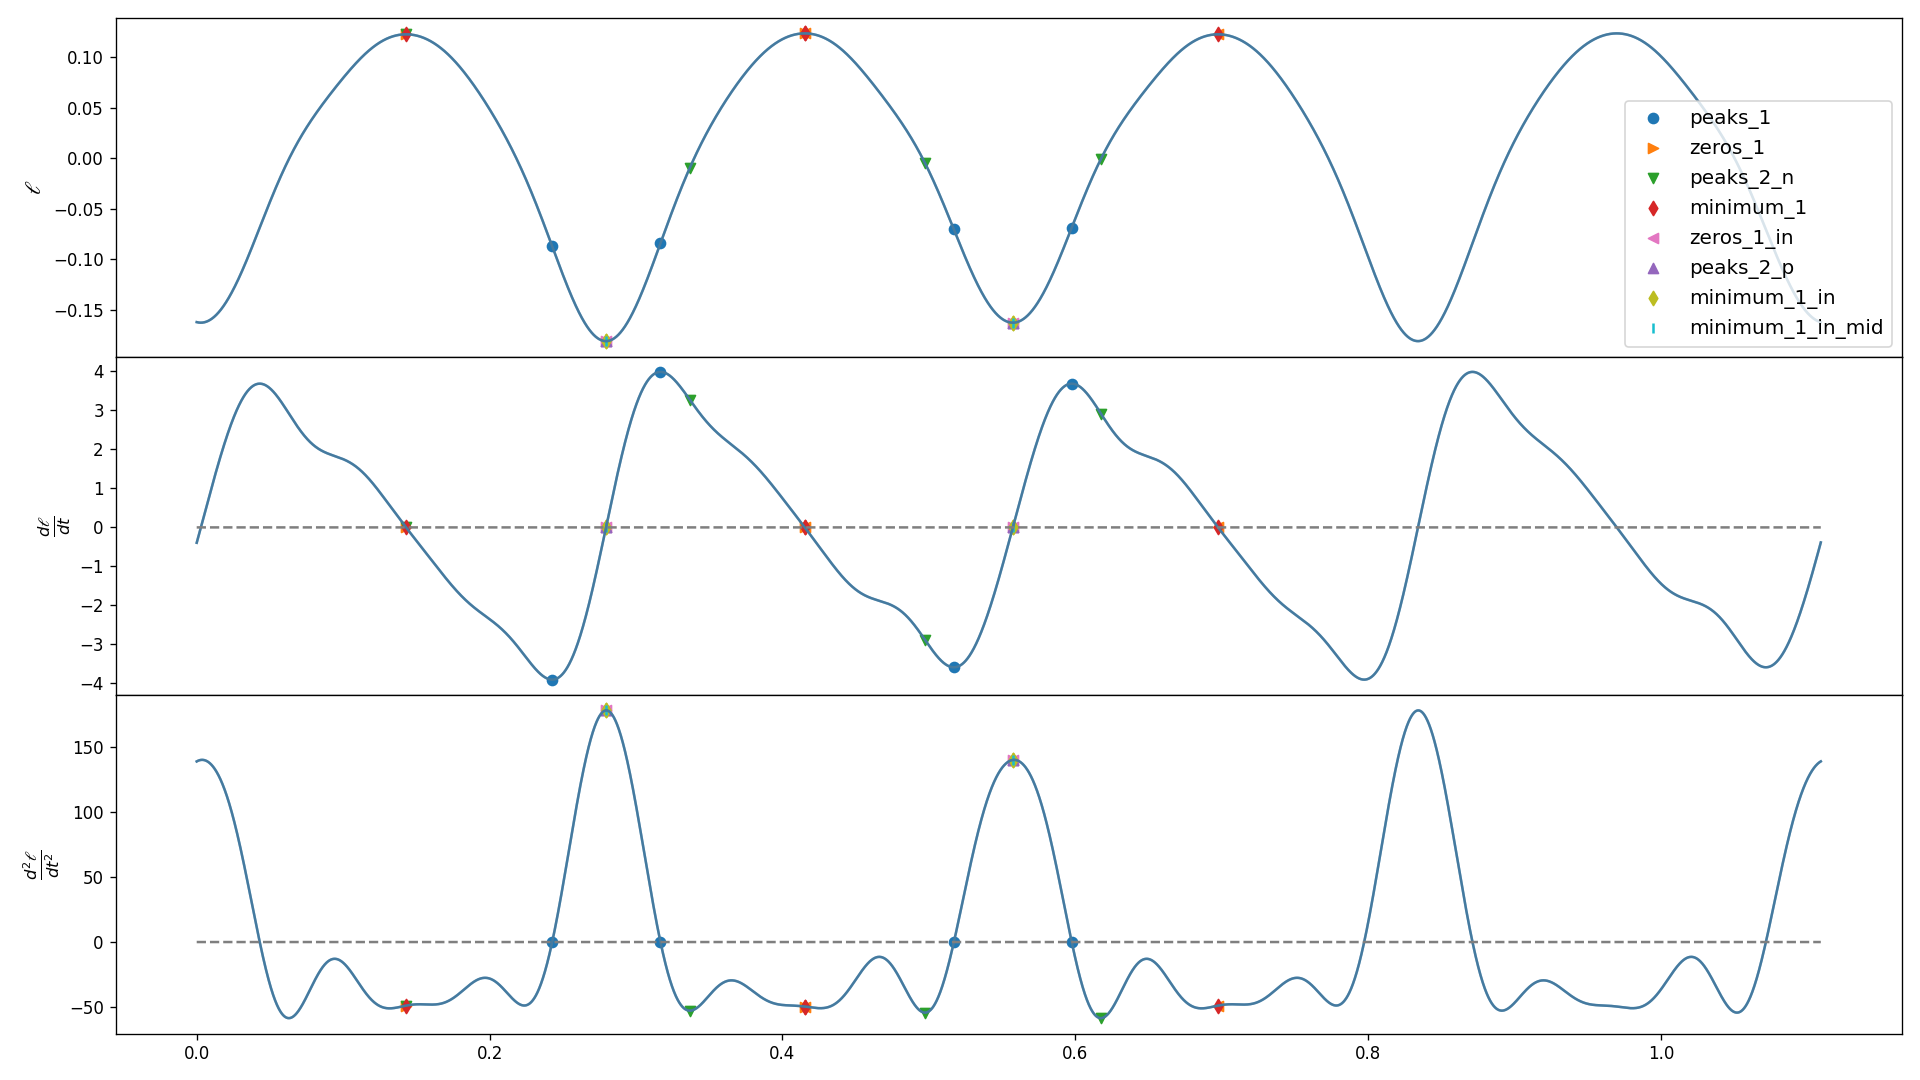 0.10
0.05
0.00
−0.05
−0.10
−0.15
ℓ
peaks_1
zeros_1
peaks_2_n
minimum_1
zeros_1_in
peaks_2_p
minimum_1_in
minimum_1_in_mid
4
3
2
1
0
−1
−2
−3
−4
dℓ
dt
150
100
50
0
−50
d²ℓ
dt²
0.0 0.2 0.4 0.6 0.8 1.0